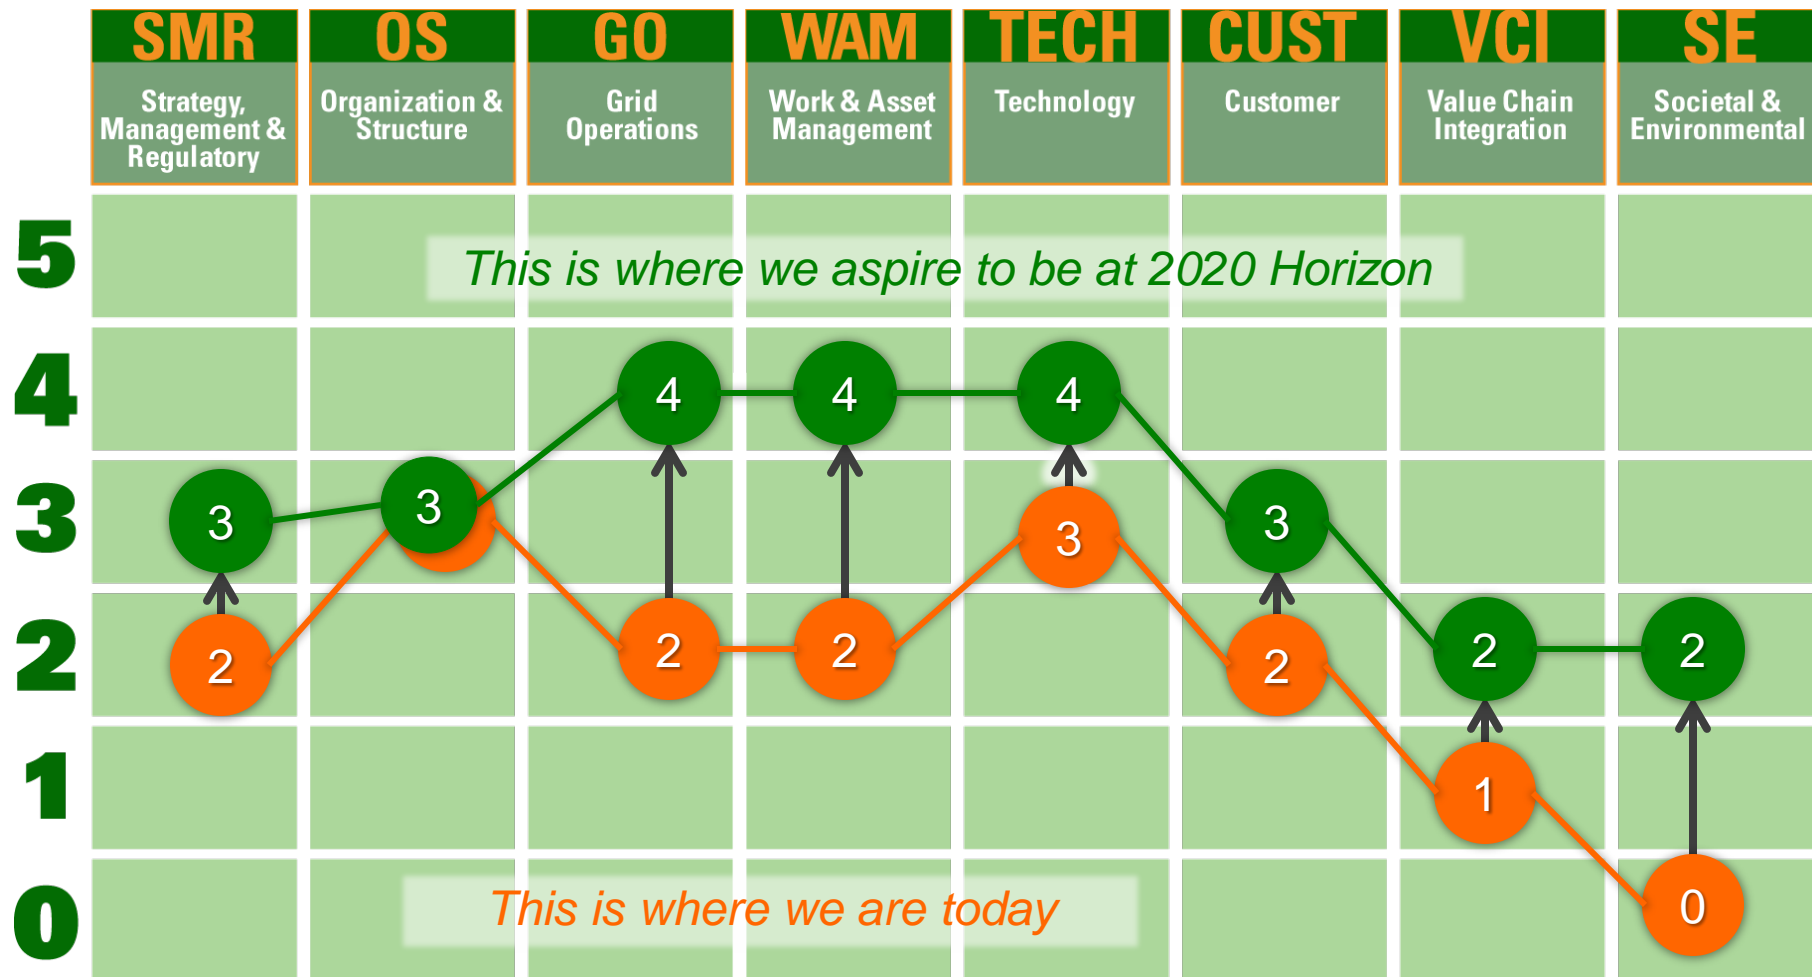 SMR OS GO WAM TECH CUST VCI SE
Strategy, Organization & Grid Work & Asset Technology Customer Value Chain Societal &
Management & Structure Operations Management Integration Environmental
Regulatory
5
This is where we aspire to be at 2020 Horizon
4
4 4 4
3
3 3 3 3
2
2 2 2 2 2 2
1
1
0
This is where we are today
0